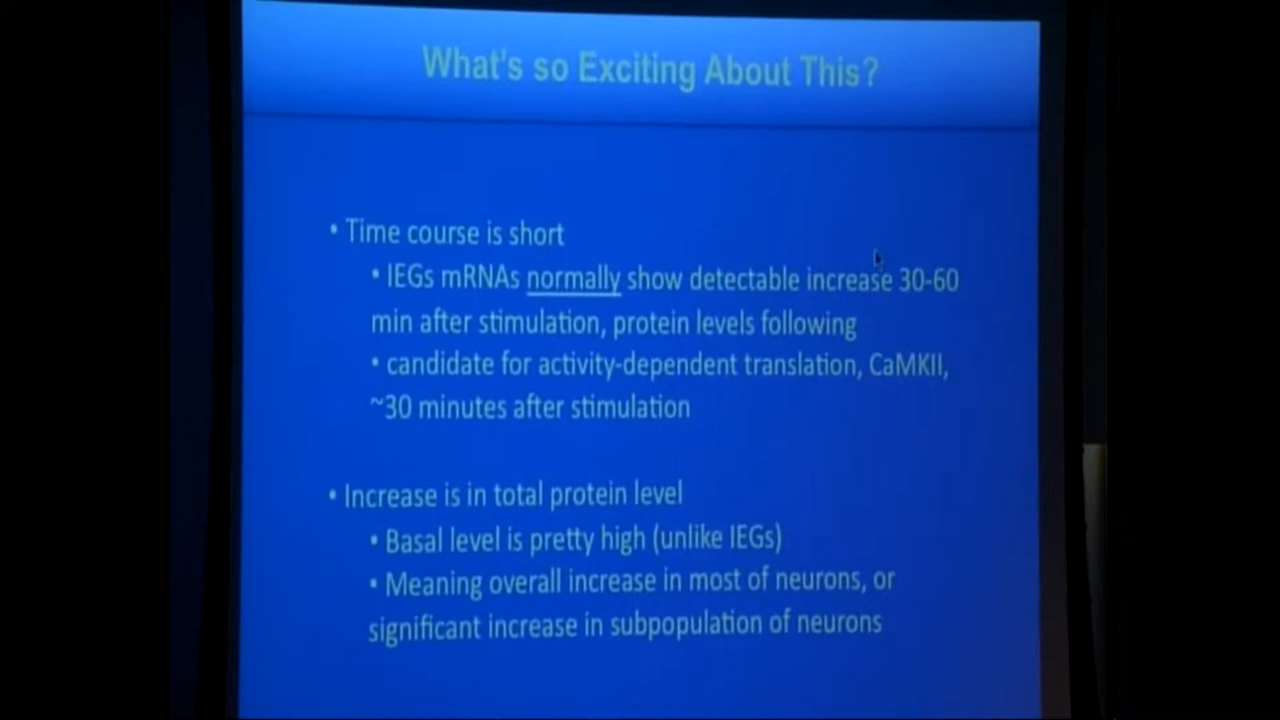 What's so Exciting About This?
• Time course is short
• IEGs mRNAs normally show detectable increase 30-60
min after stimulation, protein levels following
• candidate for activity-dependent translation, CaMKII,
~30 minutes after stimulation
• Increase is in total protein level
• Basal level is pretty high (unlike IEGs)
• Meaning overall increase in most of neurons, or
significant increase in subpopulation of neurons